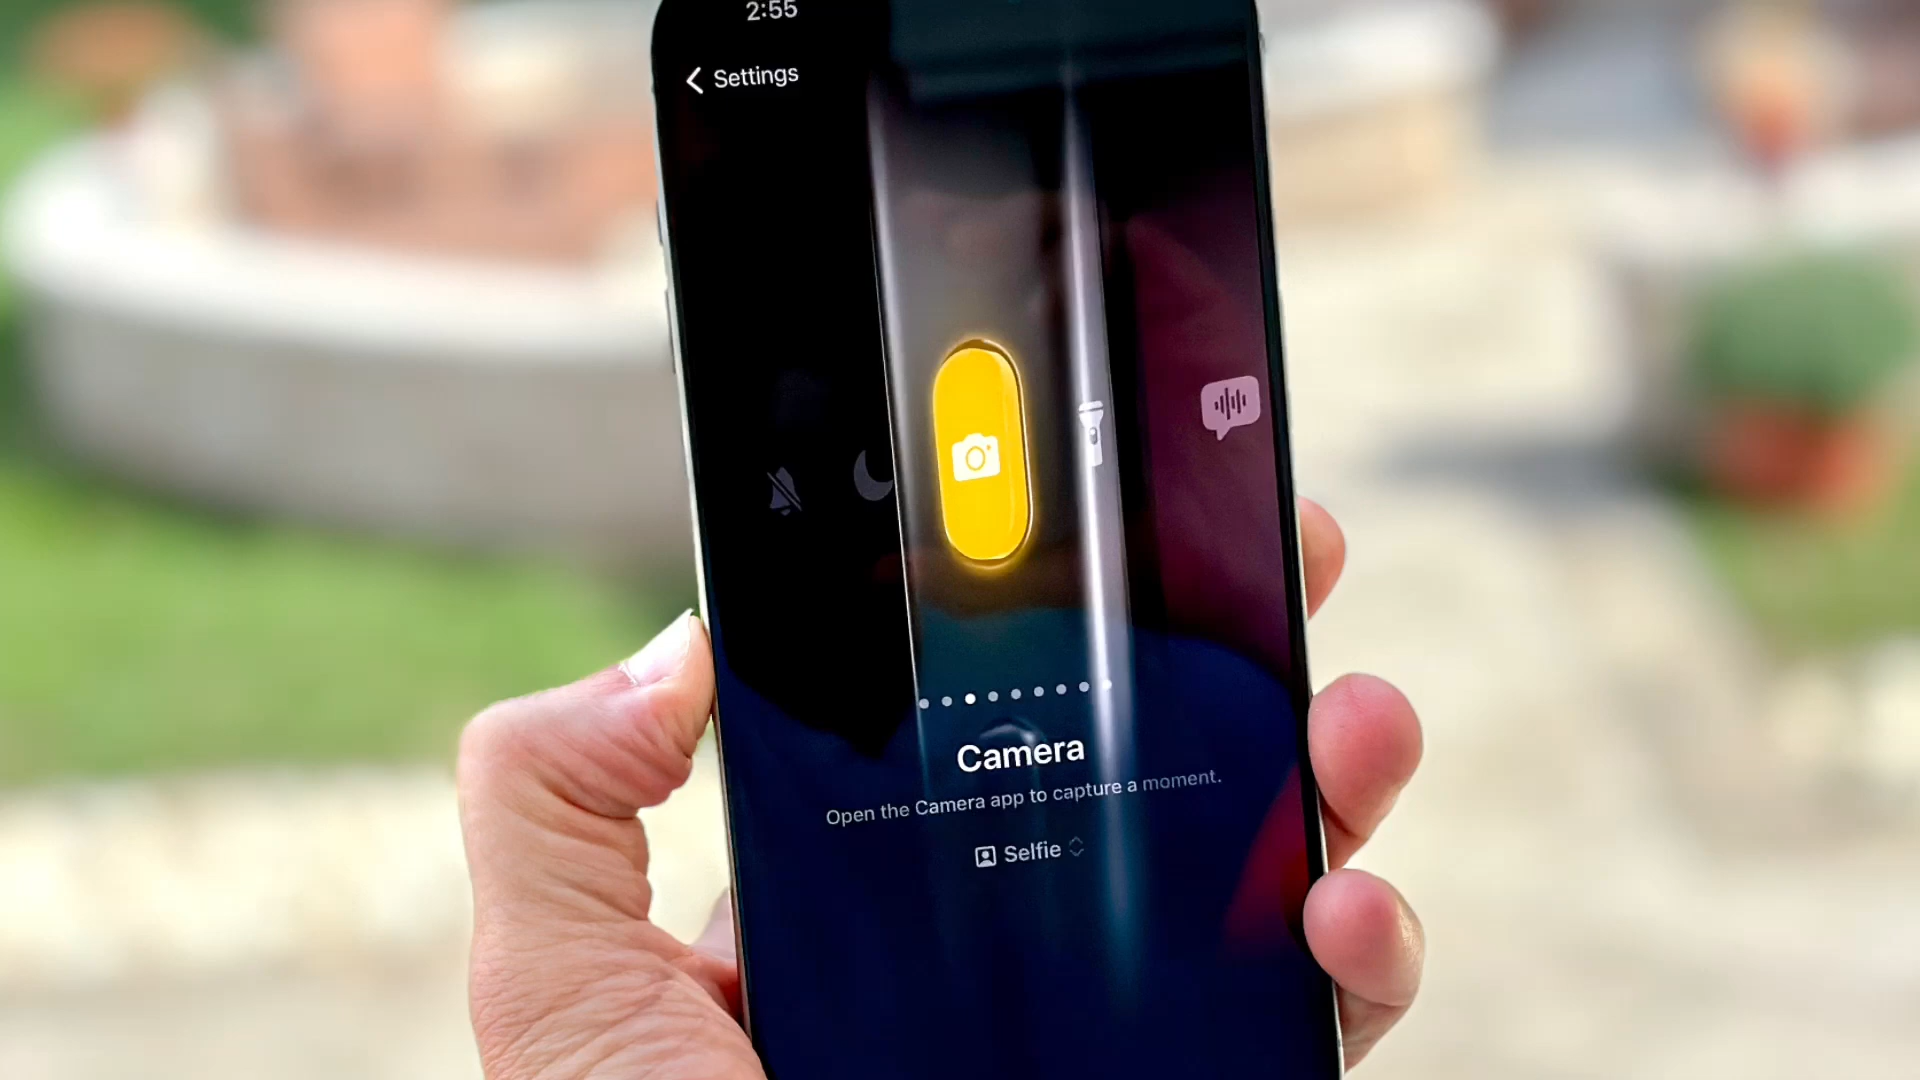 2:55
Settings
Camera
Open the Camera app to capture a moment.
Selfie